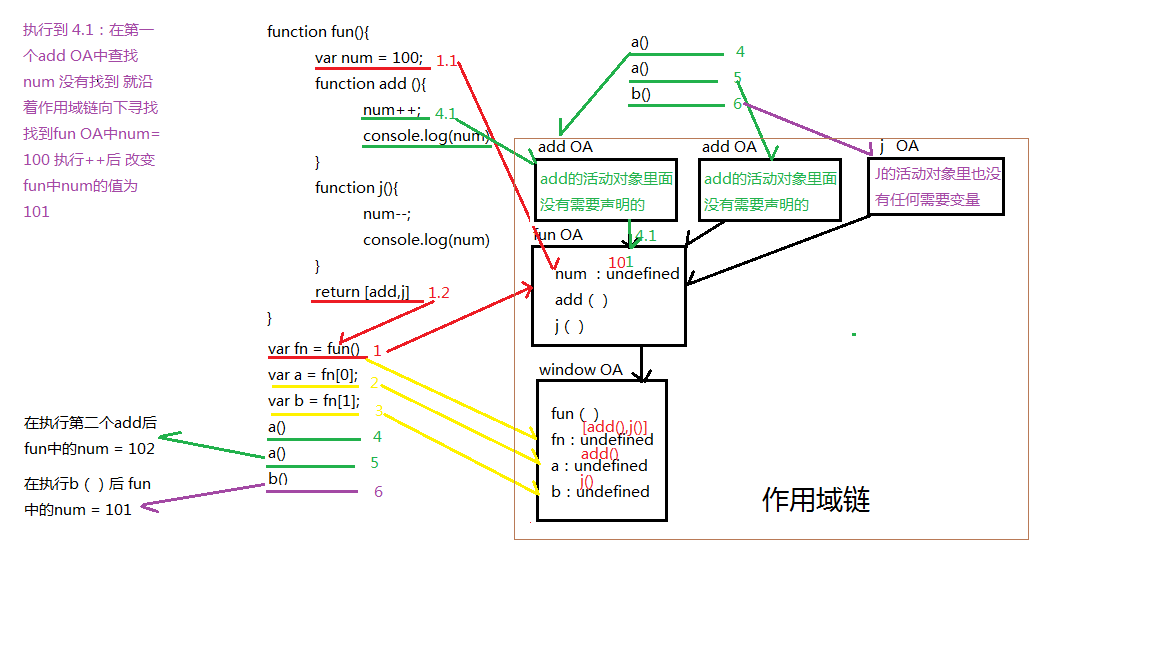 执行到 4.1：在第一
个add OA中查找
num 没有找到 就沿
着作用域链向下寻找
找到fun OA中num=
100 执行++后 改变
fun中num的值为
101
function fun(){
var num = 100; 1.1
function add (){
num++; 4.1
console.log(num)
}
function j(){
num--;
console.log(num)
}
return [add,j] 1.2
}
var fn = fun() 1
var a = fn[0]; 2
var b = fn[1]; 3
a() 4
a() 5
b() 6
在执行第二个add后
fun中的num = 102
在执行b（ ）后 fun
中的num = 101
a() 4
a() 5
b() 6
add OA
add的活动对象里面
没有需要声明的
add OA
add的活动对象里面
没有需要声明的
j OA
J的活动对象里也没
有任何需要变量
4.1
fun OA
101
num ：undefined
add（ ）
j（ ）
window OA
fun（ ）
[add(),j()]
fn：undefined
add()
a：undefined
j()
b：undefined
作用域链